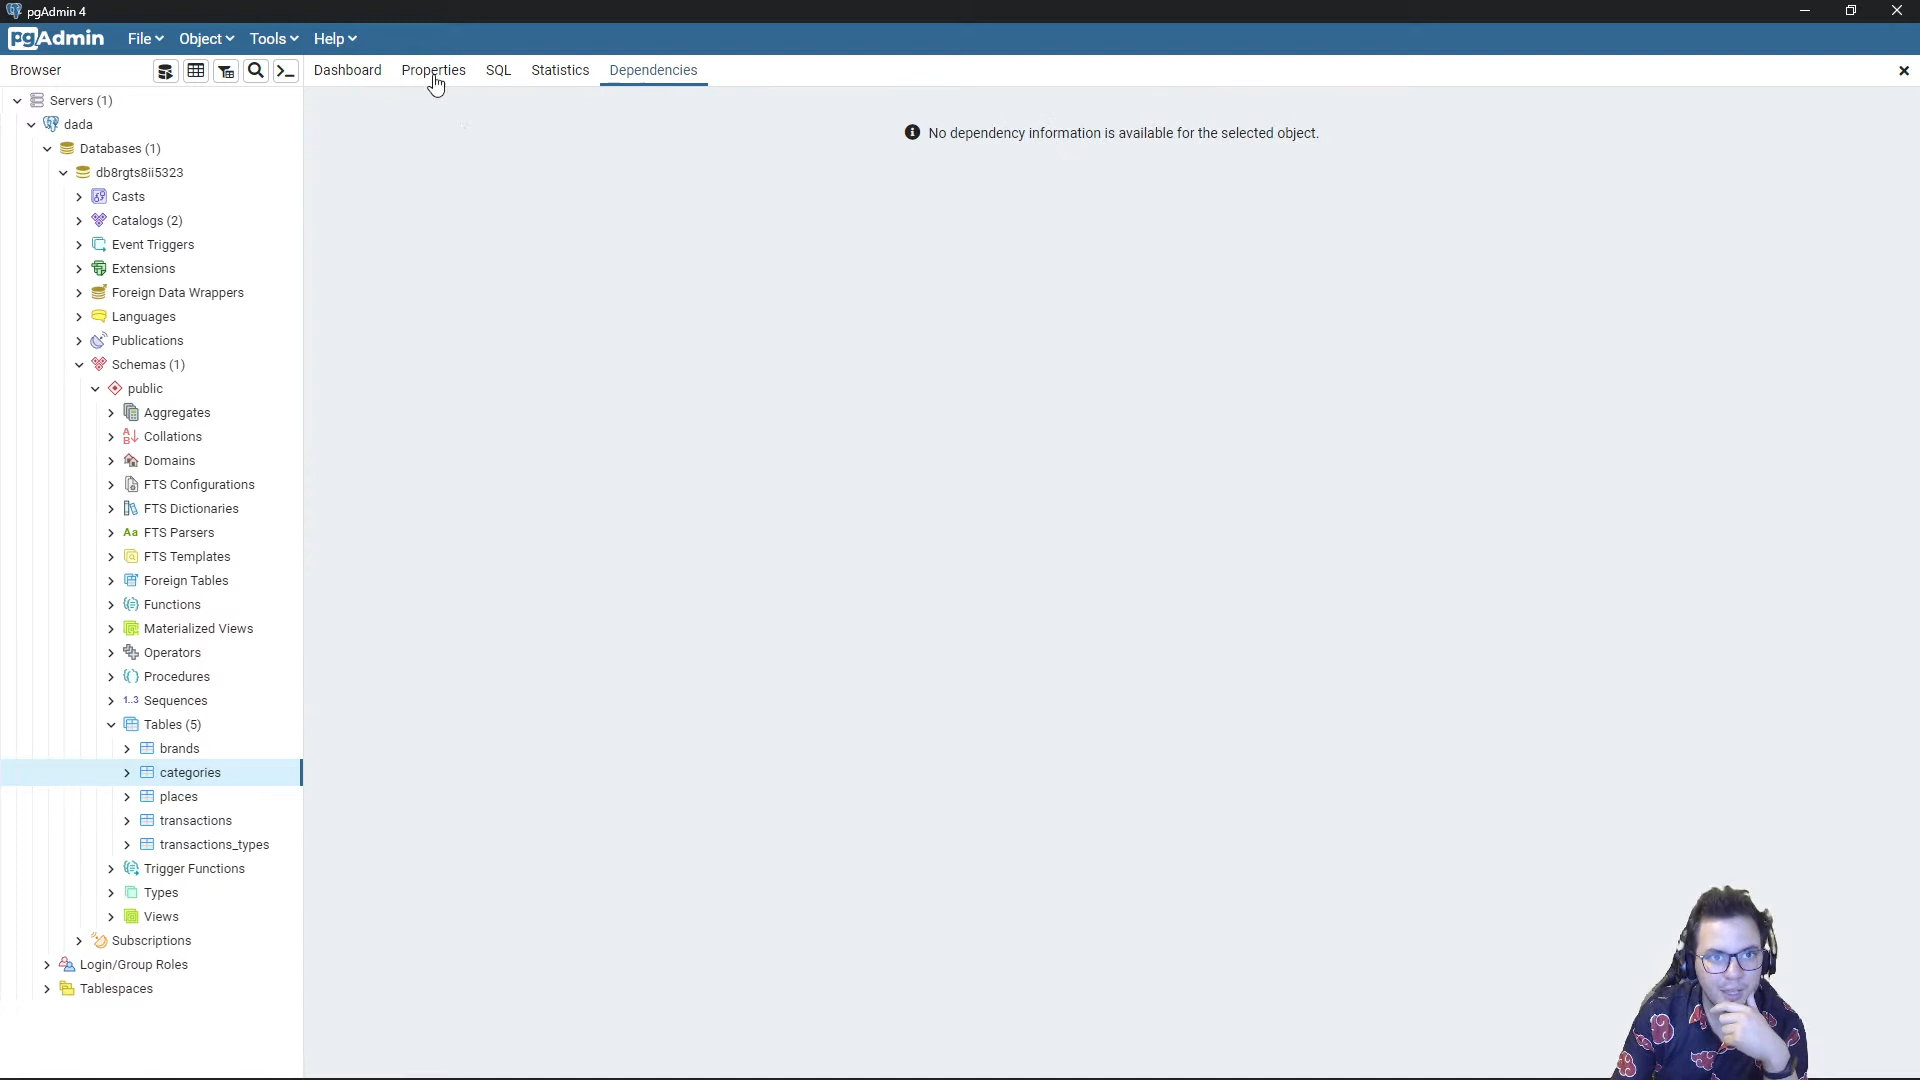 pgAdmin 4
pgAdmin File Object Tools Help
Browser Dashboard Properties SQL Statistics Dependencies
No dependency information is available for the selected object.
Servers (1)
dada
Databases (1)
db8rgts8ii5323
Casts
Catalogs (2)
Event Triggers
Extensions
Foreign Data Wrappers
Languages
Publications
Schemas (1)
public
Aggregates
Collations
Domains
FTS Configurations
FTS Dictionaries
Aa FTS Parsers
FTS Templates
Foreign Tables
Functions
Materialized Views
Operators
Procedures
1..3 Sequences
Tables (5)
brands
categories
places
transactions
transactions_types
Trigger Functions
Types
Views
Subscriptions
Login/Group Roles
Tablespaces